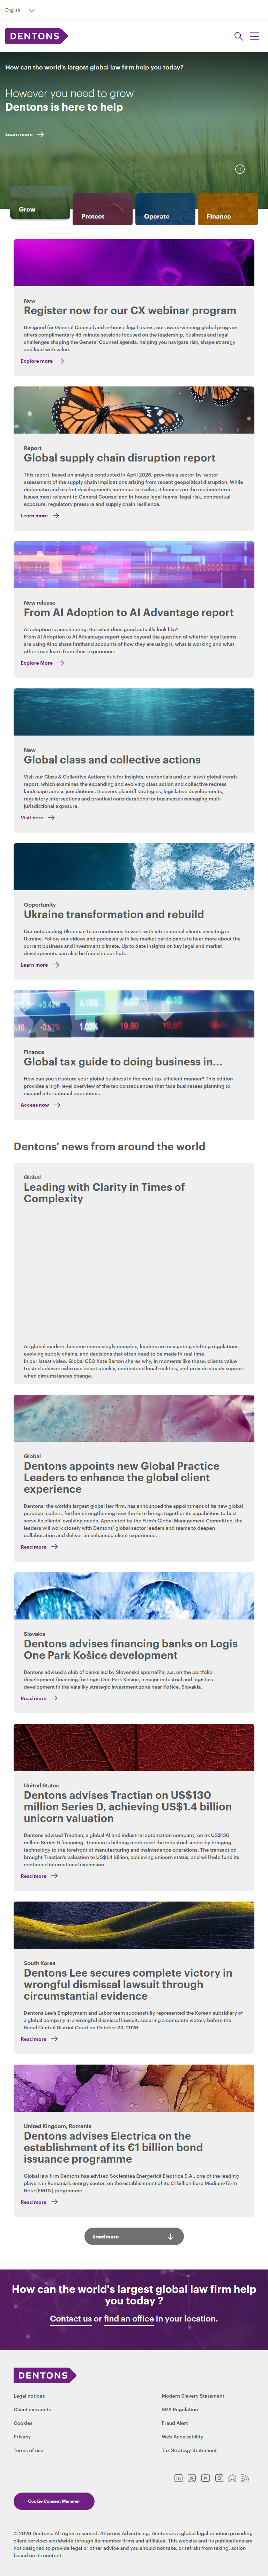 English
DENTONS
How can the world's largest global law firm help you today?
However you need to grow
Dentons is here to help
Learn more
Grow
Protect
Operate
Finance
New
Register now for our CX webinar program
Designed for General Counsel and in-house legal teams, our award-winning global program
offers complimentary 45-minute sessions focused on the leadership, business and legal
challenges shaping the General Counsel agenda, helping you navigate risk, shape strategy
and lead with value.
Explore more
Report
Global supply chain disruption report
This report, based on analysis conducted in April 2026, provides a sector-by-sector
assessment of the supply chain implications arising from recent geopolitical disruption. While
diplomatic and market developments continue to evolve, it focuses on the medium-term
issues most relevant to General Counsel and in-house legal teams: legal risk, contractual
exposure, regulatory pressure and supply chain resilience.
Learn more
New release
From AI Adoption to AI Advantage report
AI adoption is accelerating. But what does good actually look like?
From AI Adoption to AI Advantage report goes beyond the question of whether legal teams
are using AI to share firsthand accounts of how they are using it, what is working and what
others can learn from their experience.
Explore More
New
Global class and collective actions
Visit our Class & Collective Actions hub for insights, credentials and our latest global trends
report, which examines the expanding and evolving class action and collective redress
landscape across jurisdictions. It covers plaintiff strategies, legislative developments,
regulatory intersections and practical considerations for businesses managing multi-
jurisdictional exposure.
Visit here
Opportunity
Ukraine transformation and rebuild
Our outstanding Ukrainian team continues to work with international clients investing in
Ukraine. Follow our videos and podcasts with key market participants to hear more about the
current business and investment climate. Up to date insights on key legal and market
developments can also be found in our hub.
Learn more
Finance
Global tax guide to doing business in...
How can you structure your global business in the most tax-efficient manner? This edition
provides a high-level overview of the tax consequences that face businesses planning to
expand international operations.
Access now
Dentons' news from around the world
Global
Leading with Clarity in Times of
Complexity
As global markets become increasingly complex, leaders are navigating shifting regulations,
evolving supply chains, and decisions that often need to be made in real time.
In our latest video, Global CEO Kate Barton shares why, in moments like these, clients value
trusted advisors who can adapt quickly, understand local realities, and provide steady support
when circumstances change.
Global
Dentons appoints new Global Practice
Leaders to enhance the global client
experience
Dentons, the world's largest global law firm, has announced the appointment of its new global
practice leaders, further strengthening how the Firm brings together its capabilities to best
serve its clients' evolving needs. Appointed by the Firm's Global Management Committee, the
leaders will work closely with Dentons' global sector leaders and teams to deepen
collaboration and deliver an enhanced client experience.
Read more
Slovakia
Dentons advises financing banks on Logis
One Park Košice development
Dentons advised a club of banks led by Slovenská sporiteľňa, a.s. on the portfolio
development financing for Logis One Park Košice, a major industrial and logistics
development in the Valaliky strategic investment zone near Košice, Slovakia.
Read more
United States
Dentons advises Tractian on US$130
million Series D, achieving US$1.4 billion
unicorn valuation
Dentons advised Tractian, a global AI and industrial automation company, on its US$130
million Series D financing. Tractian is helping modernize the industrial sector by bringing
technology to the forefront of manufacturing and maintenance operations. The transaction
brought Tractian's valuation to US$1.4 billion, achieving unicorn status, and will help fund its
continued international expansion.
Read more
South Korea
Dentons Lee secures complete victory in
wrongful dismissal lawsuit through
circumstantial evidence
Dentons Lee's Employment and Labor team successfully represented the Korean subsidiary of
a global company in a wrongful dismissal lawsuit, securing a complete victory before the
Seoul Central District Court on October 23, 2026.
Read more
United Kingdom, Romania
Dentons advises Electrica on the
establishment of its €1 billion bond
issuance programme
Global law firm Dentons has advised Societatea Energetică Electrica S.A., one of the leading
players in Romania's energy sector, on the establishment of its €1 billion Euro Medium-Term
Note (EMTN) programme.
Read more
Load more
How can the world's largest global law firm help
you today ?
Contact us or find an office in your location.
DENTONS
Legal notices
Modern Slavery Statement
Client extranets
SRA Regulation
Cookies
Fraud Alert
Privacy
Web Accessibility
Terms of use
Tax Strategy Statement
Cookie Consent Manager
© 2026 Dentons. All rights reserved. Attorney Advertising. Dentons is a global legal practice providing
client services worldwide through its member firms and affiliates. This website and its publications are
not designed to provide legal or other advice and you should not take, or refrain from taking, action
based on its content.